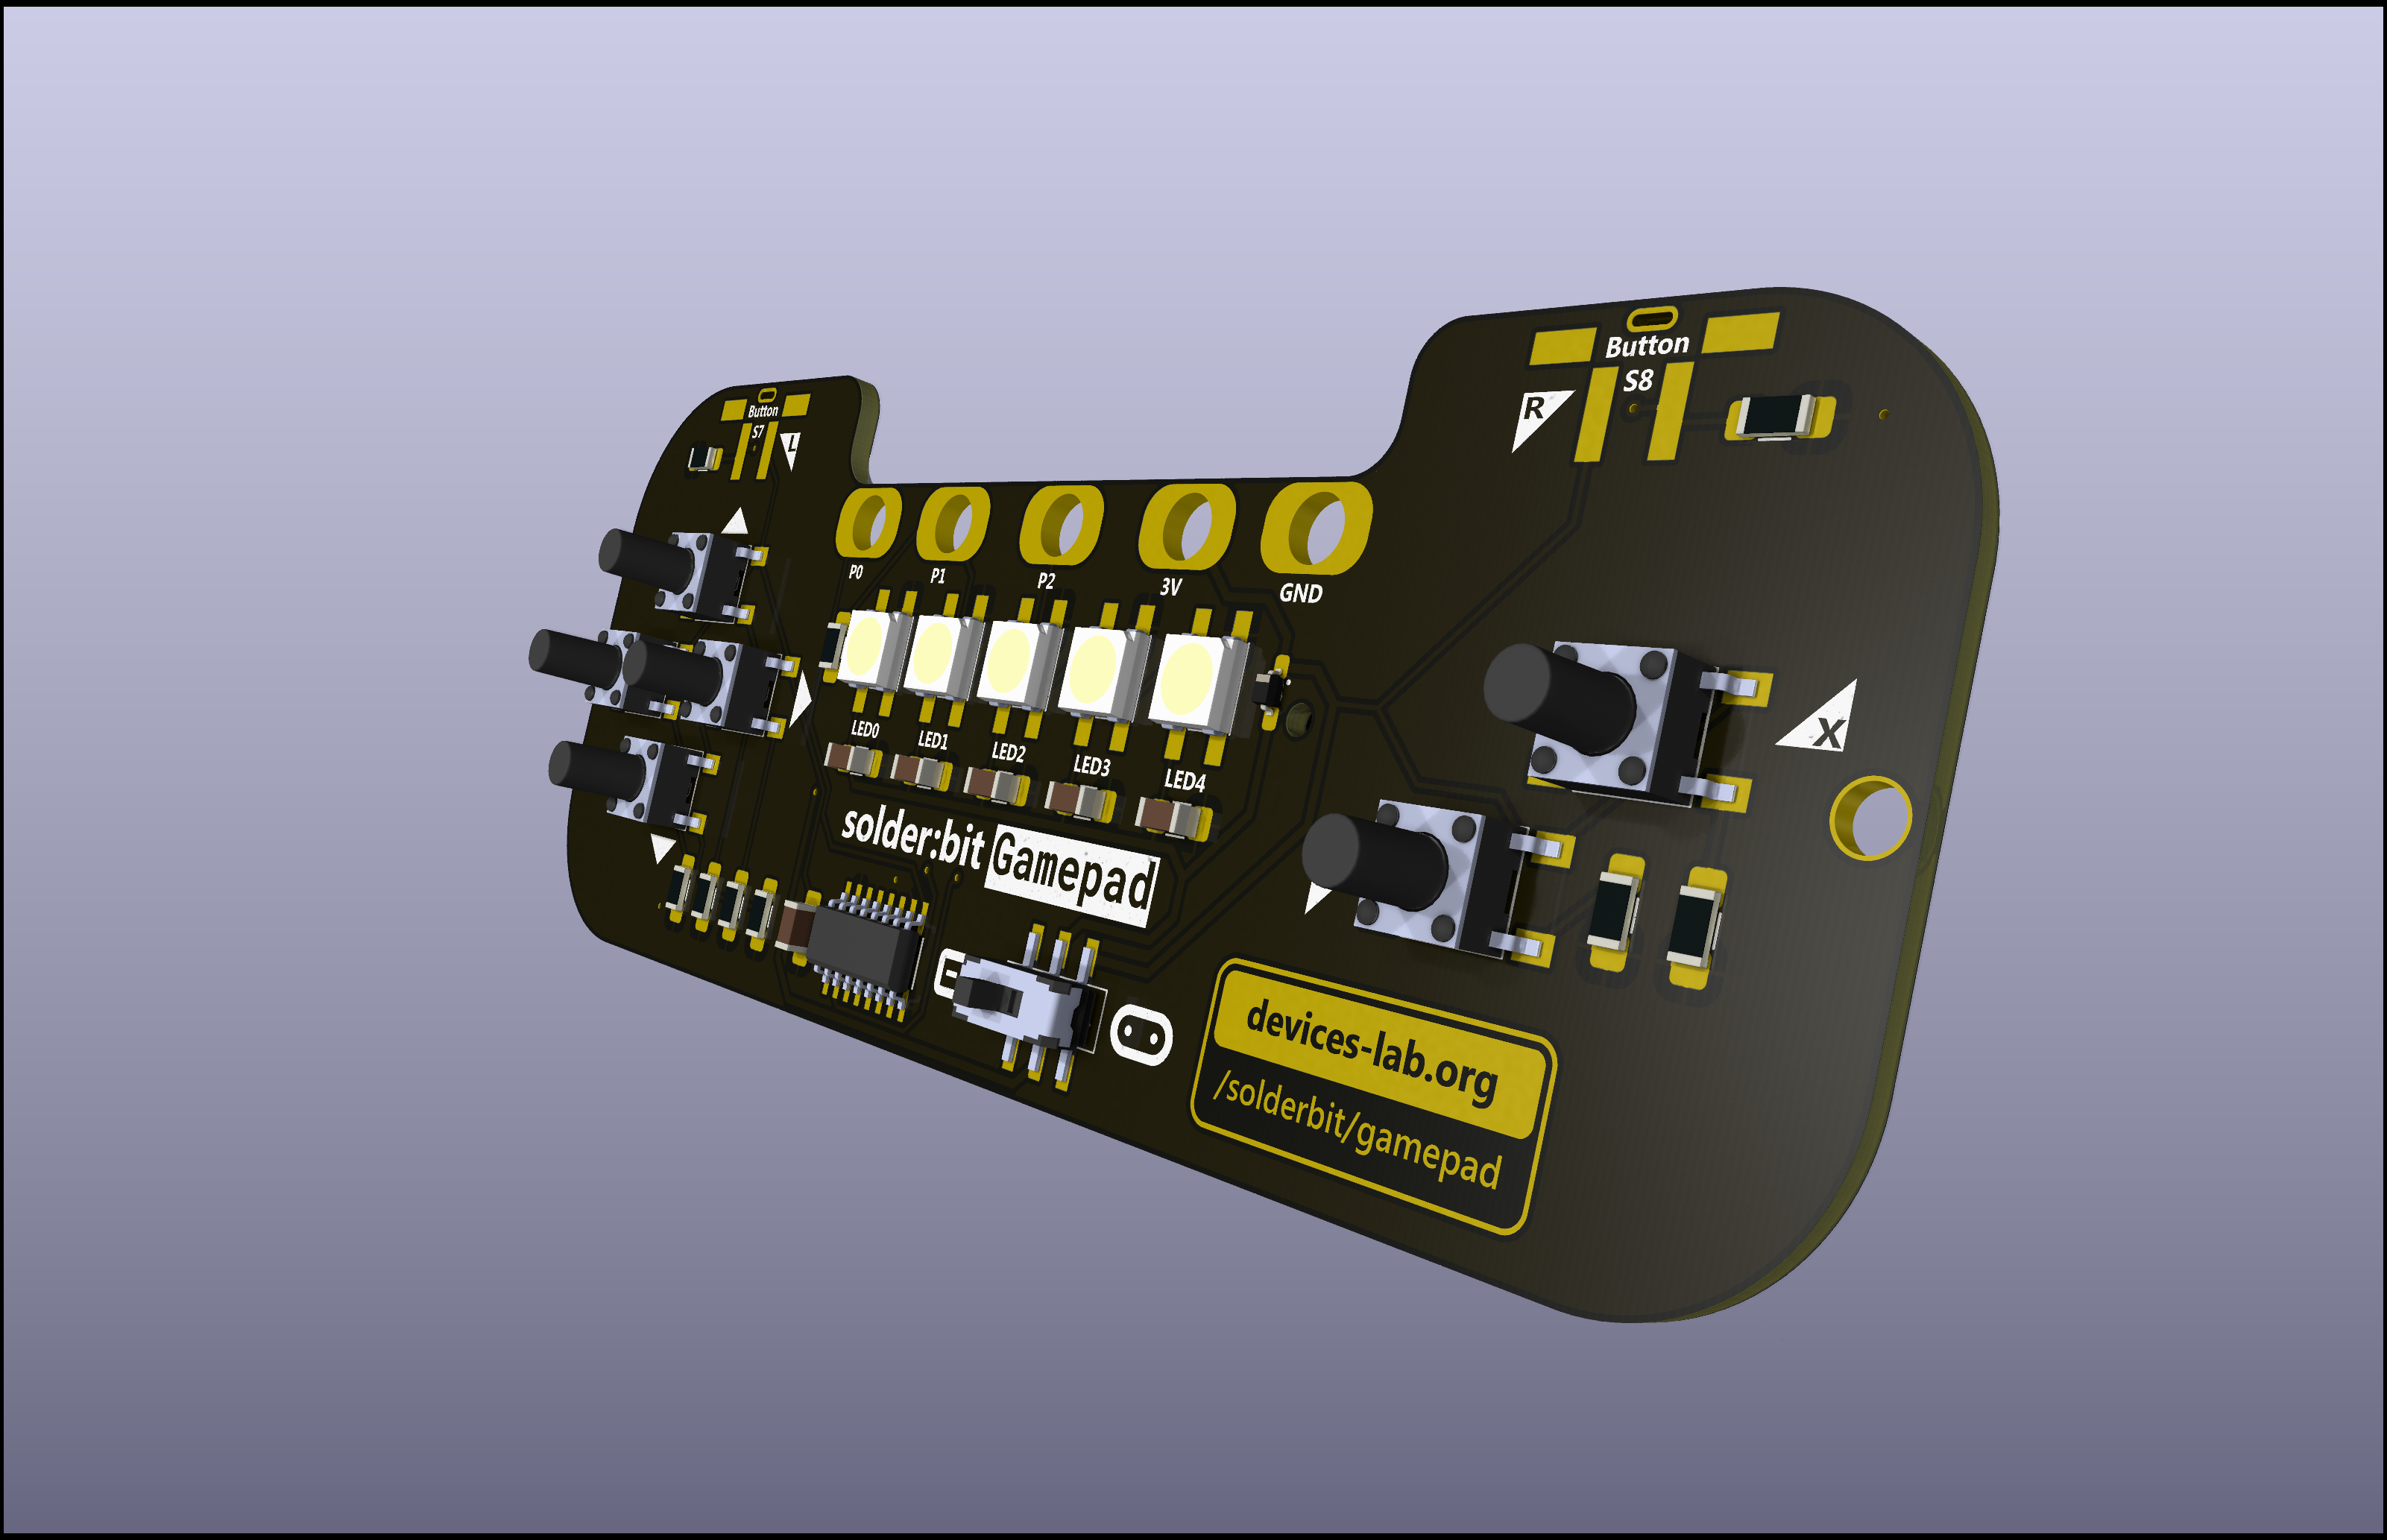 Button
S7
L
Button
S8
R
P0
P1
P2
3V
GND
LED0
LED1
LED2
LED3
LED4
X
solder:bit Gamepad
devices-lab.org
/solderbit/gamepad